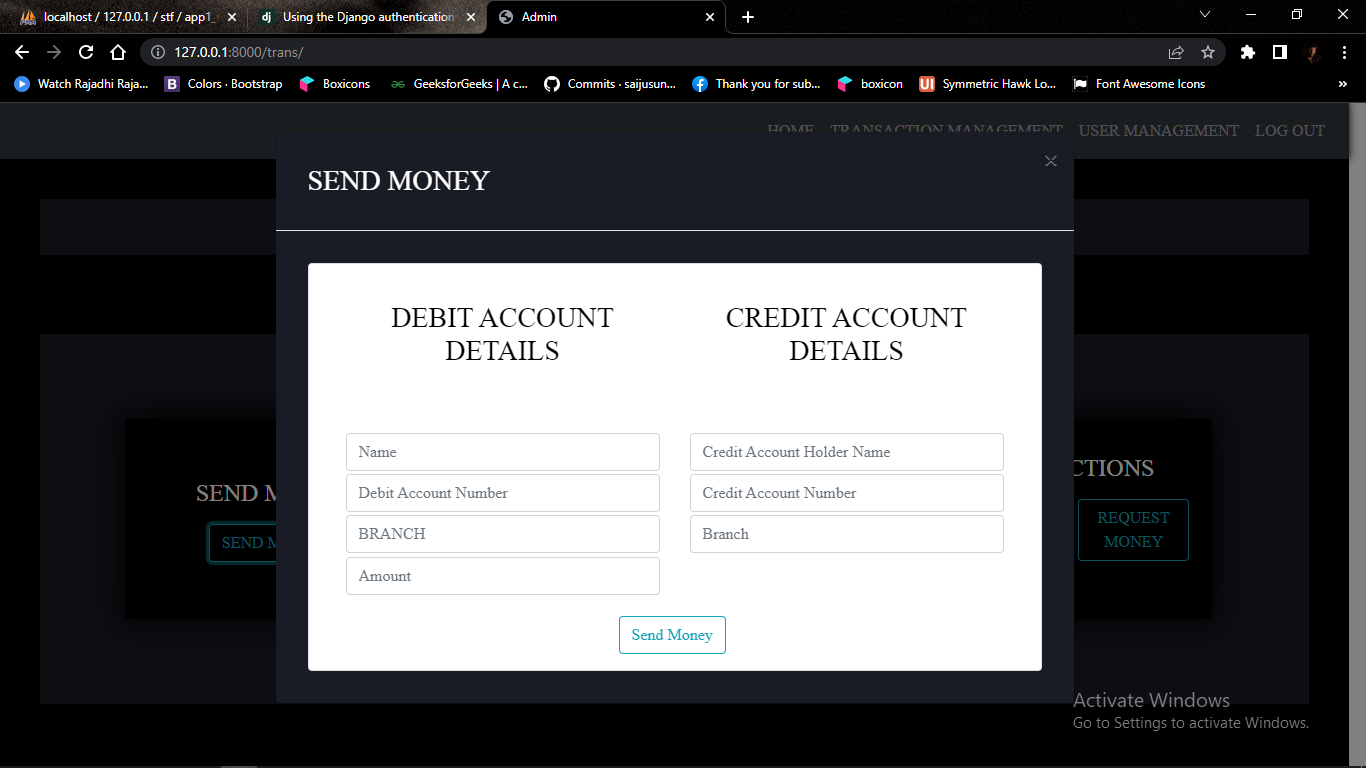 localhost / 127.0.0.1 / stf / app1_
Using the Django authentication
Admin
127.0.0.1:8000/trans/
Watch Rajadhi Raja...
Colors · Bootstrap
Boxicons
GeeksforGeeks | A c...
Commits · saijusun...
Thank you for sub...
boxicon
Symmetric Hawk Lo...
Font Awesome Icons
»
HOME TRANSACTION MANAGEMENT USER MANAGEMENT LOG OUT
SEND MONEY
DEBIT ACCOUNT
DETAILS
CREDIT ACCOUNT
DETAILS
Name
Debit Account Number
BRANCH
Amount
Credit Account Holder Name
Credit Account Number
Branch
Send Money
SEND M
SEND M
CTIONS
REQUEST
MONEY
Activate Windows
Go to Settings to activate Windows.